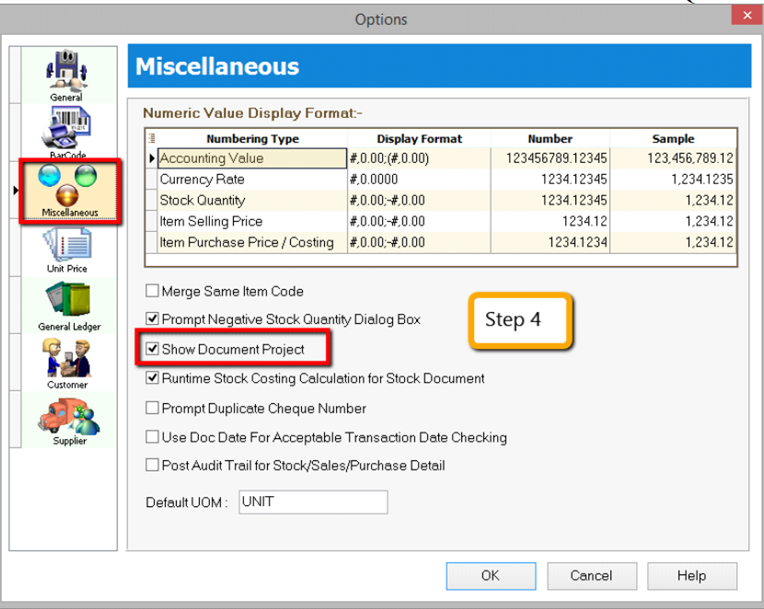 Options
General
BarCode
Miscellaneous
Unit Price
General Ledger
Customer
Supplier
Miscellaneous
Numeric Value Display Format:-
Numbering Type Display Format Number Sample
Accounting Value #,0.00;(#,0.00) 123456789.12345 123,456,789.12
Currency Rate #,0.0000 1234.12345 1,234.1235
Stock Quantity #,0.00;-#,0.00 1234.12345 1,234.12
Item Selling Price #,0.00;-#,0.00 1234.12 1,234.12
Item Purchase Price / Costing #,0.00;-#,0.00 1234.1234 1,234.12
Merge Same Item Code
Prompt Negative Stock Quantity Dialog Box
Step 4
Show Document Project
Runtime Stock Costing Calculation for Stock Document
Prompt Duplicate Cheque Number
Use Doc Date For Acceptable Transaction Date Checking
Post Audit Trail for Stock/Sales/Purchase Detail
Default UOM : UNIT
OK Cancel Help